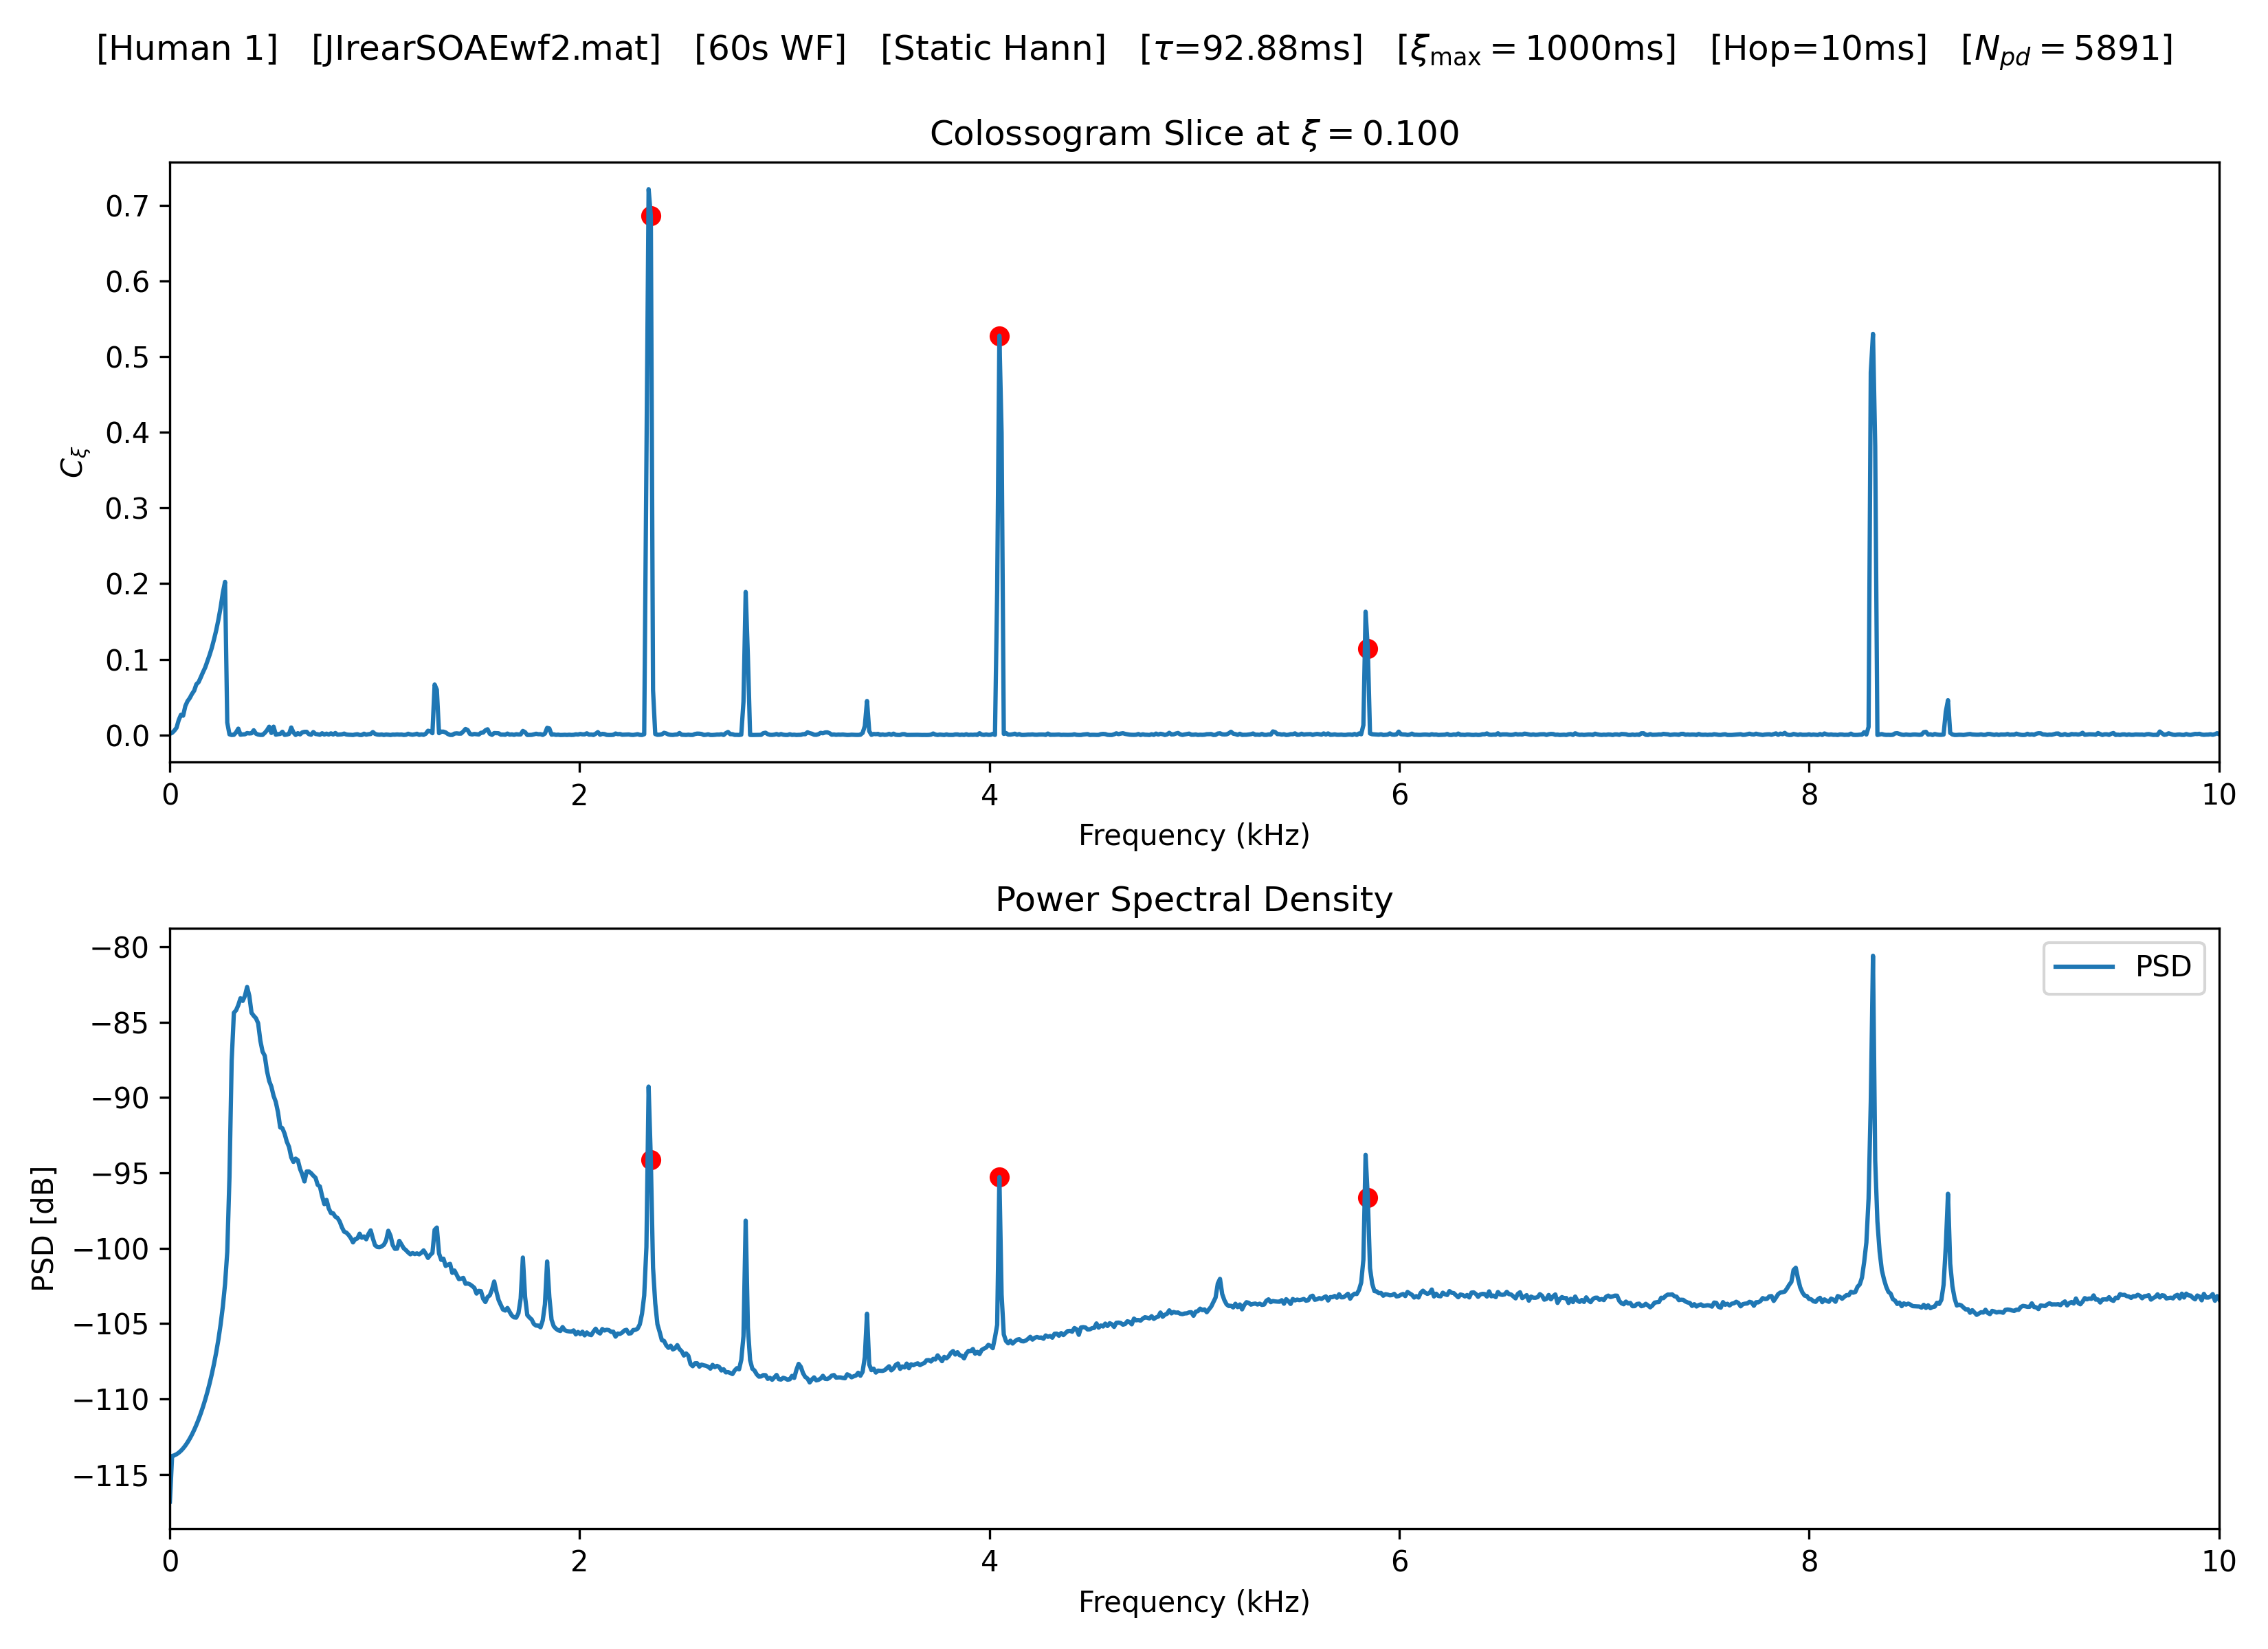 [Human 1] [JIrearSOAEwf2.mat] [60s WF] [Static Hann] [τ=92.88ms] [ξmax = 1000ms] [Hop=10ms] [Npd = 5891]
Colossogram Slice at ξ = 0.100
0.7
0.6
0.5
0.4
0.3
0.2
0.1
0.0
Cξ
0 2 4 6 8 10
Frequency (kHz)
Power Spectral Density
PSD
−80
−85
−90
−95
−100
−105
−110
−115
PSD [dB]
0 2 4 6 8 10
Frequency (kHz)